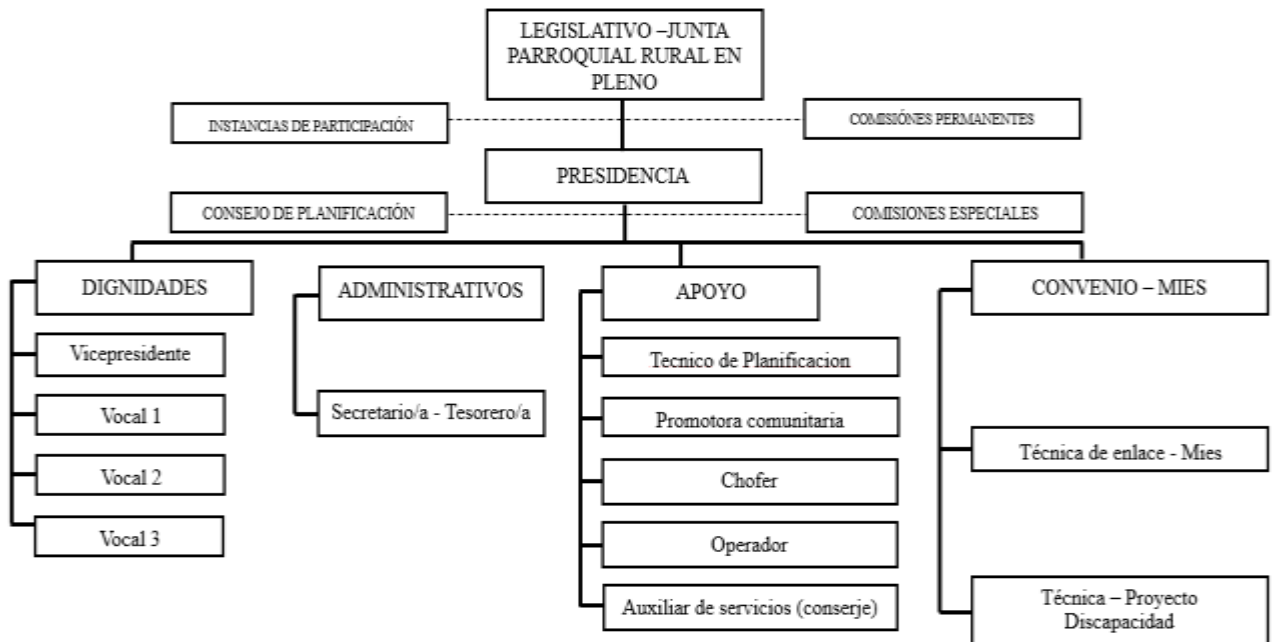 LEGISLATIVO –JUNTA
PARROQUIAL RURAL EN
PLENO
INSTANCIAS DE PARTICIPACIÓN
COMISIÓNES PERMANENTES
PRESIDENCIA
CONSEJO DE PLANIFICACIÓN
COMISIONES ESPECIALES
DIGNIDADES
Vicepresidente
Vocal 1
Vocal 2
Vocal 3
ADMINISTRATIVOS
Secretario/a - Tesorero/a
APOYO
Tecnico de Planificacion
Promotora comunitaria
Chofer
Operador
Auxiliar de servicios (conserje)
CONVENIO – MIES
Técnica de enlace - Mies
Técnica – Proyecto
Discapacidad